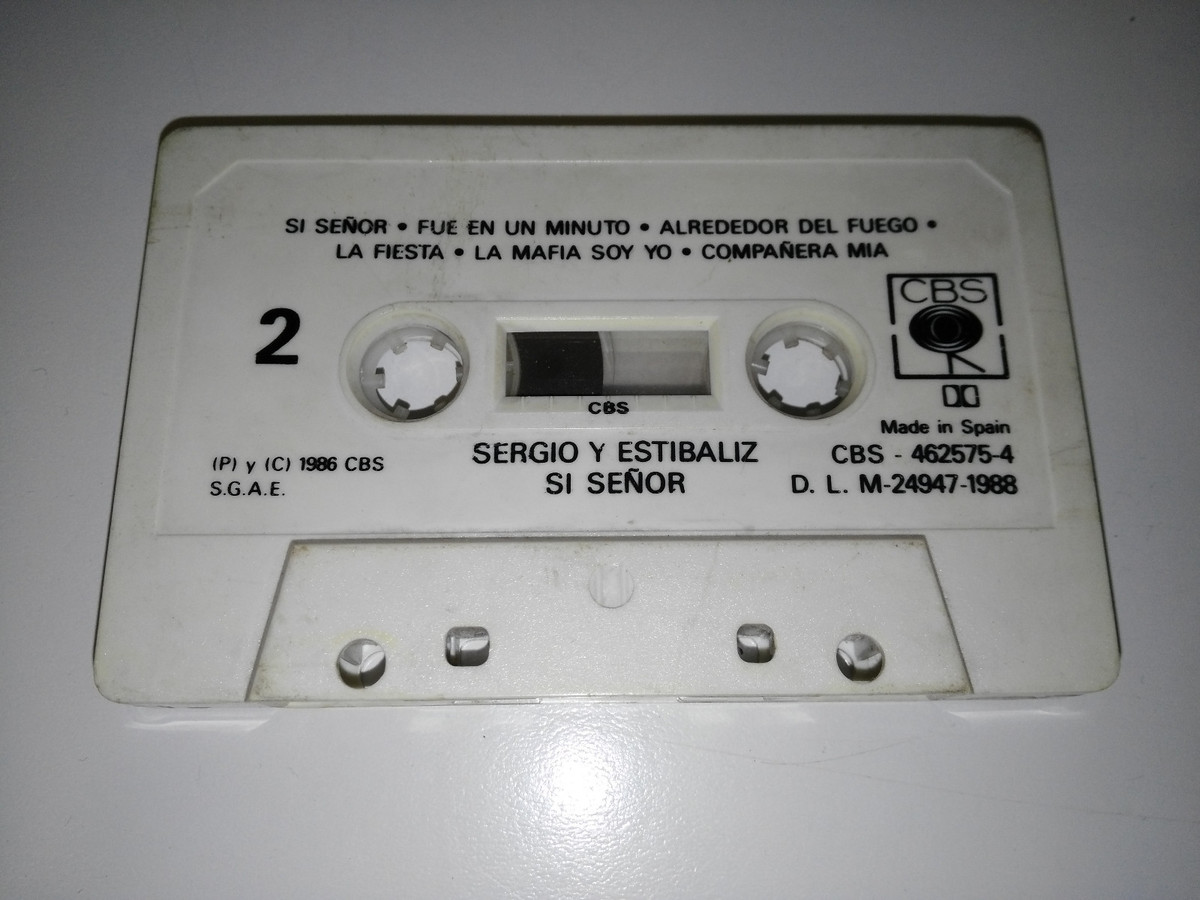 SI SEÑOR • FUE EN UN MINUTO • ALREDEDOR DEL FUEGO •
LA FIESTA • LA MAFIA SOY YO • COMPAÑERA MIA
CBS
2
CBS
Made in Spain
(P) y (C) 1986 CBS
S.G.A.E.
SERGIO Y ESTIBALIZ
SI SEÑOR
CBS - 462575-4
D. L. M-24947-1988